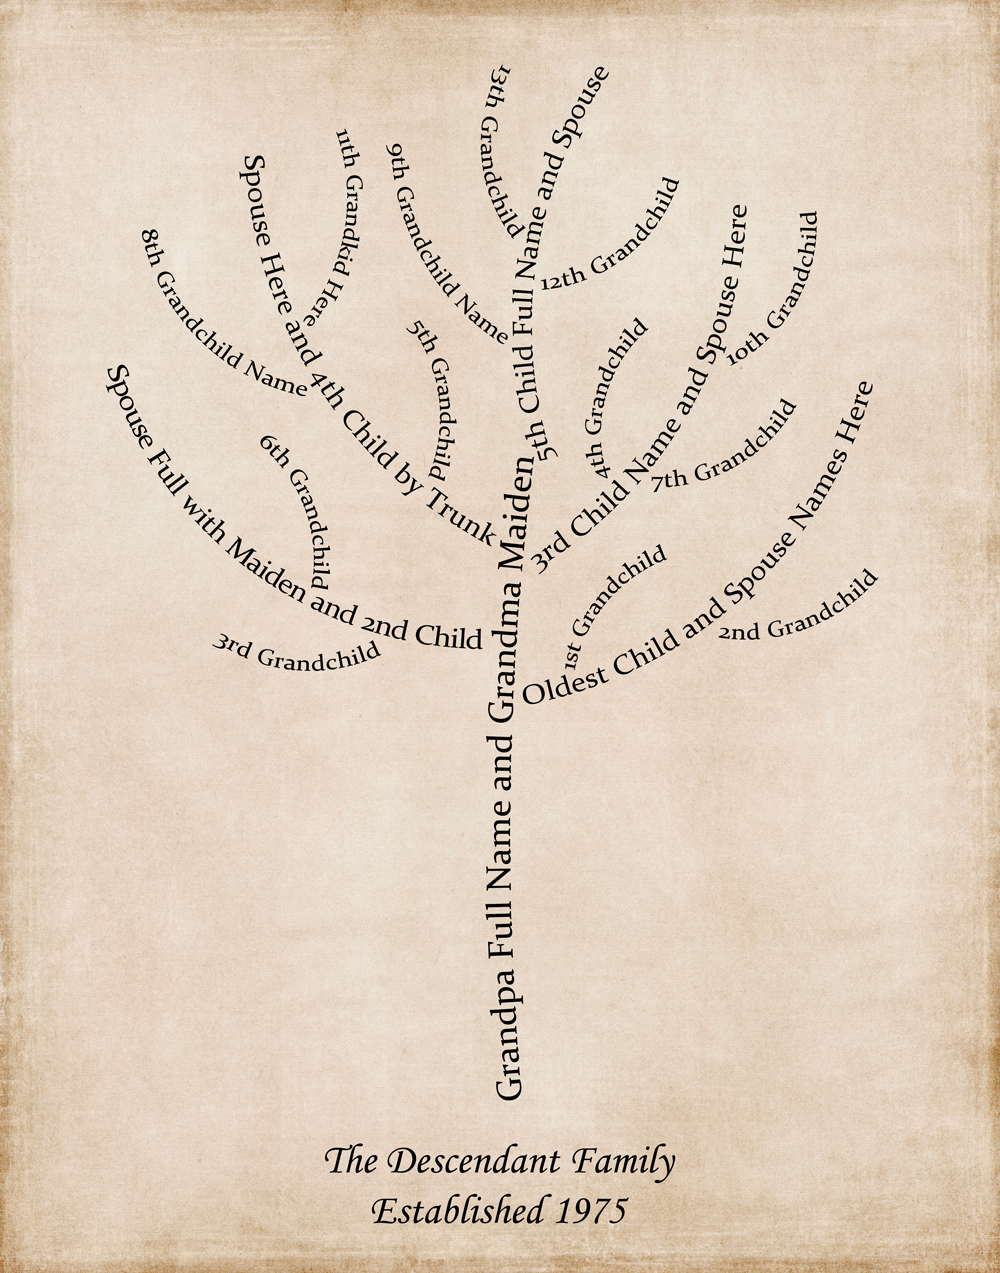 13th Grandchild
5th Child Full Name and Spouse
11th Grandkid Here
9th Grandchild Name
Spouse Here and 4th Child by Trunk
12th Grandchild
3rd Child Name and Spouse Here
10th Grandchild
8th Grandchild Name
5th Grandchild
4th Grandchild
Spouse Full with Maiden and 2nd Child
6th Grandchild
7th Grandchild
Oldest Child and Spouse Names Here
1st Grandchild
2nd Grandchild
3rd Grandchild
Grandpa Full Name and Grandma Maiden
The Descendant Family
Established 1975